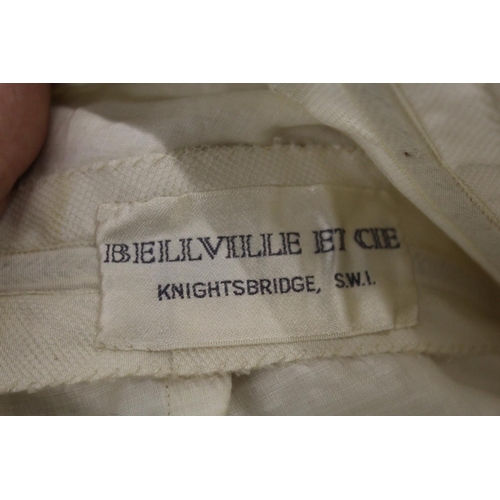 BELLVILLE ET CIE
KNIGHTSBRIDGE, S.W.1.